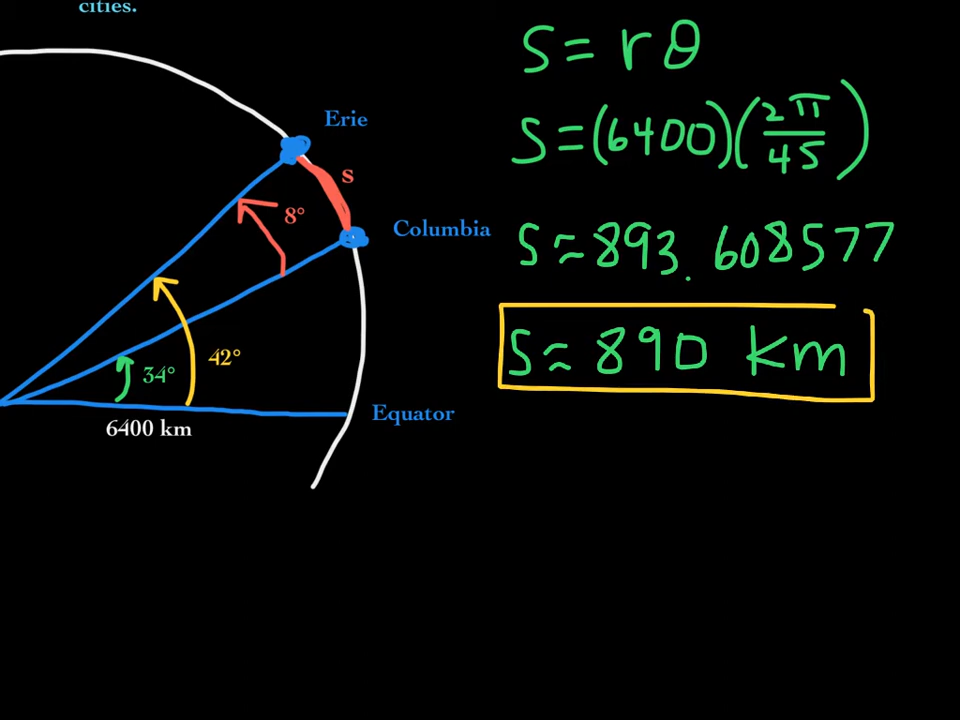 cities.
Erie
s
8°
Columbia
42°
34°
Equator
6400 km
S = rθ
S = (6400)(2π/45)
S ≈ 893.608577
S ≈ 890 km